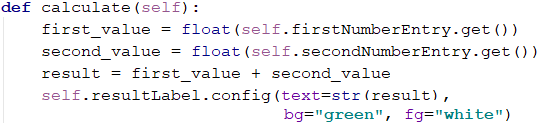 def calculate(self):
    first_value = float(self.firstNumberEntry.get())
    second_value = float(self.secondNumberEntry.get())
    result = first_value + second_value
    self.resultLabel.config(text=str(result),
                            bg="green", fg="white")